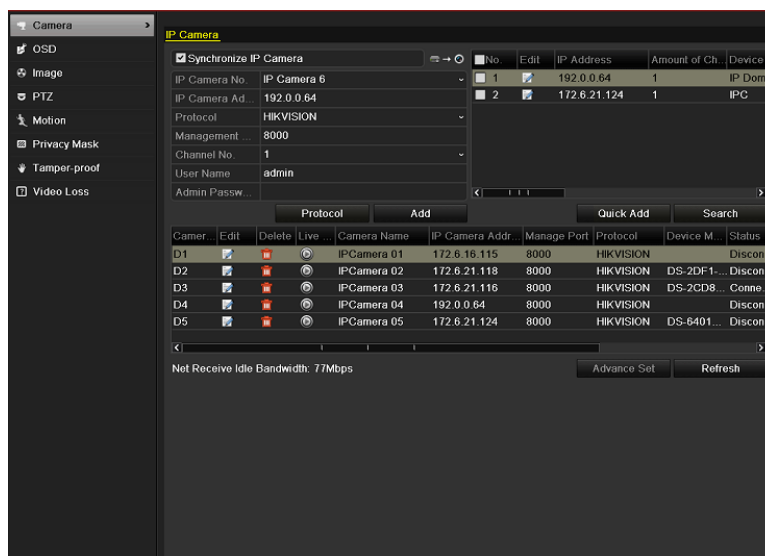 Camera
OSD
Image
PTZ
Motion
Privacy Mask
Tamper-proof
Video Loss
IP Camera
Synchronize IP Camera
IP Camera No. IP Camera 6
IP Camera Ad... 192.0.0.64
Protocol HIKVISION
Management ... 8000
Channel No. 1
User Name admin
Admin Passw...
No. Edit IP Address Amount of Ch... Device
1 192.0.0.64 1 IP Dom
2 172.6.21.124 1 IPC
Protocol Add Quick Add Search
Camer... Edit Delete Live ... Camera Name IP Camera Addr... Manage Port Protocol Device M... Status
D1 IPCamera 01 172.6.16.115 8000 HIKVISION Discon
D2 IPCamera 02 172.6.21.118 8000 HIKVISION DS-2DF1-... Discon
D3 IPCamera 03 172.6.21.116 8000 HIKVISION DS-2CD8... Conne.
D4 IPCamera 04 192.0.0.64 8000 HIKVISION Discon
D5 IPCamera 05 172.6.21.124 8000 HIKVISION DS-6401... Discon
Net Receive Idle Bandwidth: 77Mbps
Advance Set Refresh